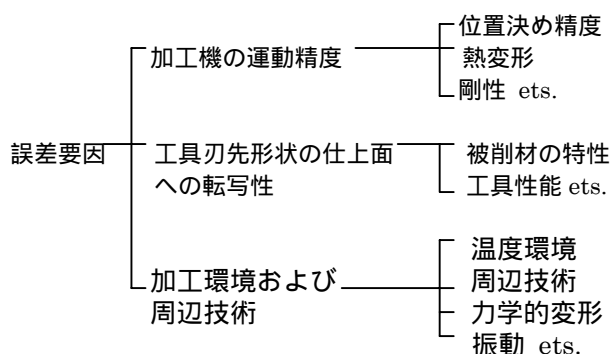 誤差要因
加工機の運動精度
位置決め精度
熱変形
剛性 ets.
工具刃先形状の仕上面
への転写性
被削材の特性
工具性能 ets.
加工環境および
周辺技術
温度環境
周辺技術
力学的変形
振動 ets.